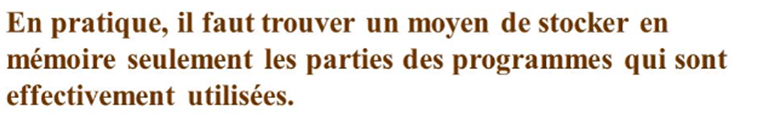 En pratique, il faut trouver un moyen de stocker en
mémoire seulement les parties des programmes qui sont
effectivement utilisées.